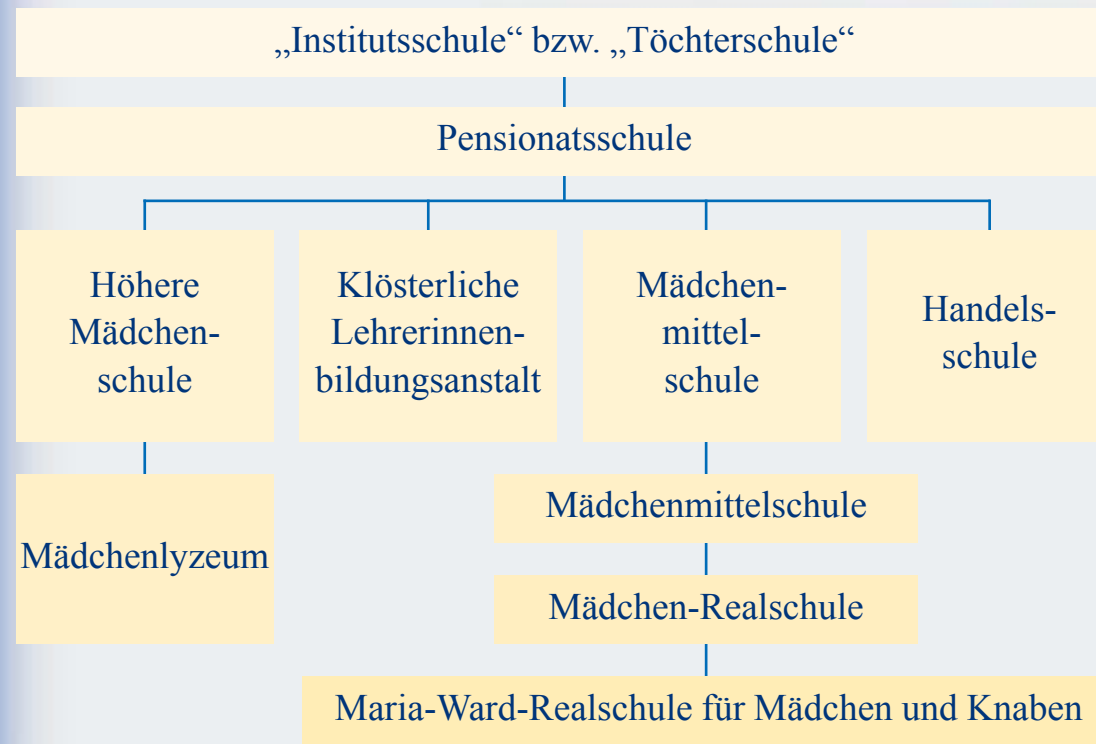 „Institutsschule“ bzw. „Töchterschule“
Pensionatsschule
Höhere
Mädchen-
schule
Klösterliche
Lehrerinnen-
bildungsanstalt
Mädchen-
mittel-
schule
Handels-
schule
Mädchenlyzeum
Mädchenmittelschule
Mädchen-Realschule
Maria-Ward-Realschule für Mädchen und Knaben